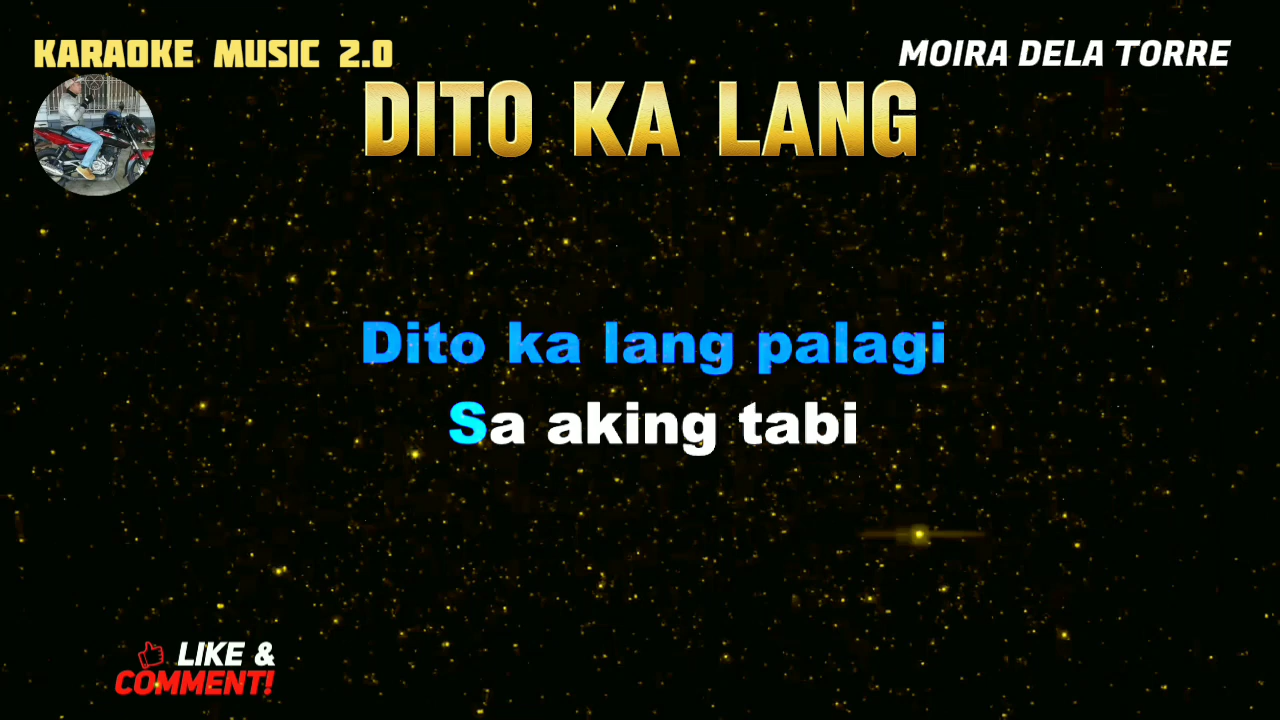 KARAOKE MUSIC 2.0
MOIRA DELA TORRE
DITO KA LANG
Dito ka lang palagi
Sa aking tabi
LIKE &
COMMENT!